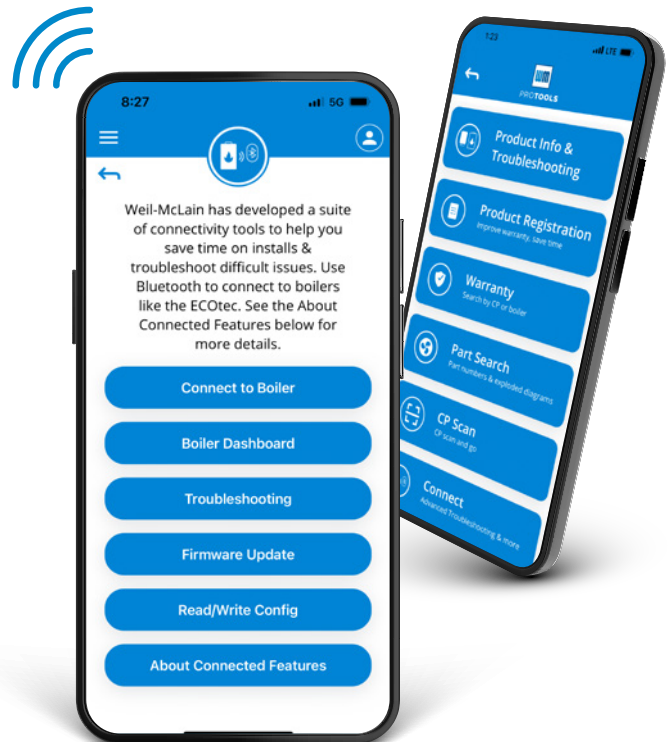 8:27
5G
Weil-McLain has developed a suite
of connectivity tools to help you
save time on installs &
troubleshoot difficult issues. Use
Bluetooth to connect to boilers
like the ECOtec. See the About
Connected Features below for
more details.
Connect to Boiler
Boiler Dashboard
Troubleshooting
Firmware Update
Read/Write Config
About Connected Features
1:23
LTE
WM
PROTOOLS
Product Info &
Troubleshooting
Product Registration
Improve warranty, save time
Warranty
Search by CP or boiler
Part Search
Part numbers & exploded diagrams
CP Scan
CP scan and go
Connect
Advanced Troubleshooting & more